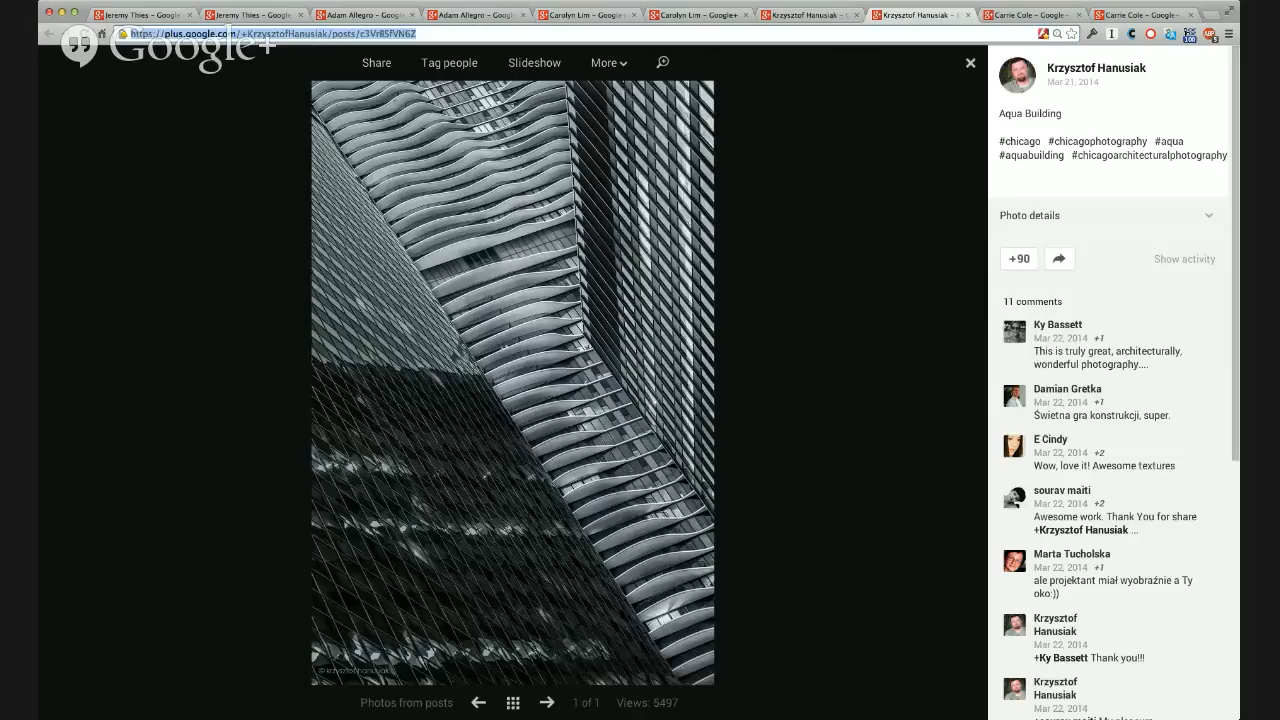 Jeremy Thies - Google+
Jeremy Thies - Google+
Adam Allegro - Google+
Adam Allegro - Google+
Carolyn Lim - Google+
Carolyn Lim - Google+
Krzysztof Hanusiak -
Krzysztof Hanusiak -
Carrie Cole - Google+
Carrie Cole - Google+
https://plus.google.com/+KrzysztofHanusiak/posts/c3VrBSfVN6Z
Google+
Share
Tag people
Slideshow
More
Krzysztof Hanusiak
Mar 21, 2014
Aqua Building
#chicago #chicagophotography #aqua
#aquabuilding #chicagoarchitecturalphotography
Photo details
+90
Show activity
11 comments
Ky Bassett
Mar 22, 2014 +1
This is truly great, architecturally,
wonderful photography....
Damian Gretka
Mar 22, 2014 +1
Świetna gra konstrukcji, super.
E Cindy
Mar 22, 2014 +2
Wow, love it! Awesome textures
sourav maiti
Mar 22, 2014 +2
Awesome work. Thank You for share
+Krzysztof Hanusiak ...
Marta Tucholska
Mar 22, 2014 +1
ale projektant miał wyobraźnie a Ty
oko:))
Krzysztof
Hanusiak
Mar 22, 2014
+Ky Bassett Thank you!!!
Krzysztof
Hanusiak
Mar 22, 2014
© krzysztof hanusiak
Photos from posts
1 of 1
Views: 5497